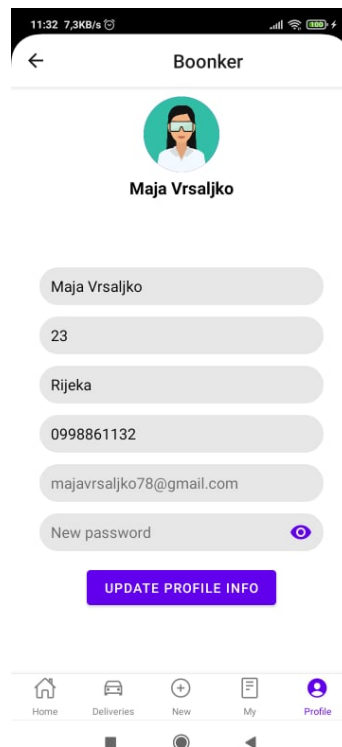 11:32 7,3KB/s 100
Boonker
Maja Vrsaljko
Maja Vrsaljko
23
Rijeka
0998861132
majavrsaljko78@gmail.com
New password
UPDATE PROFILE INFO
Home Deliveries New My Profile